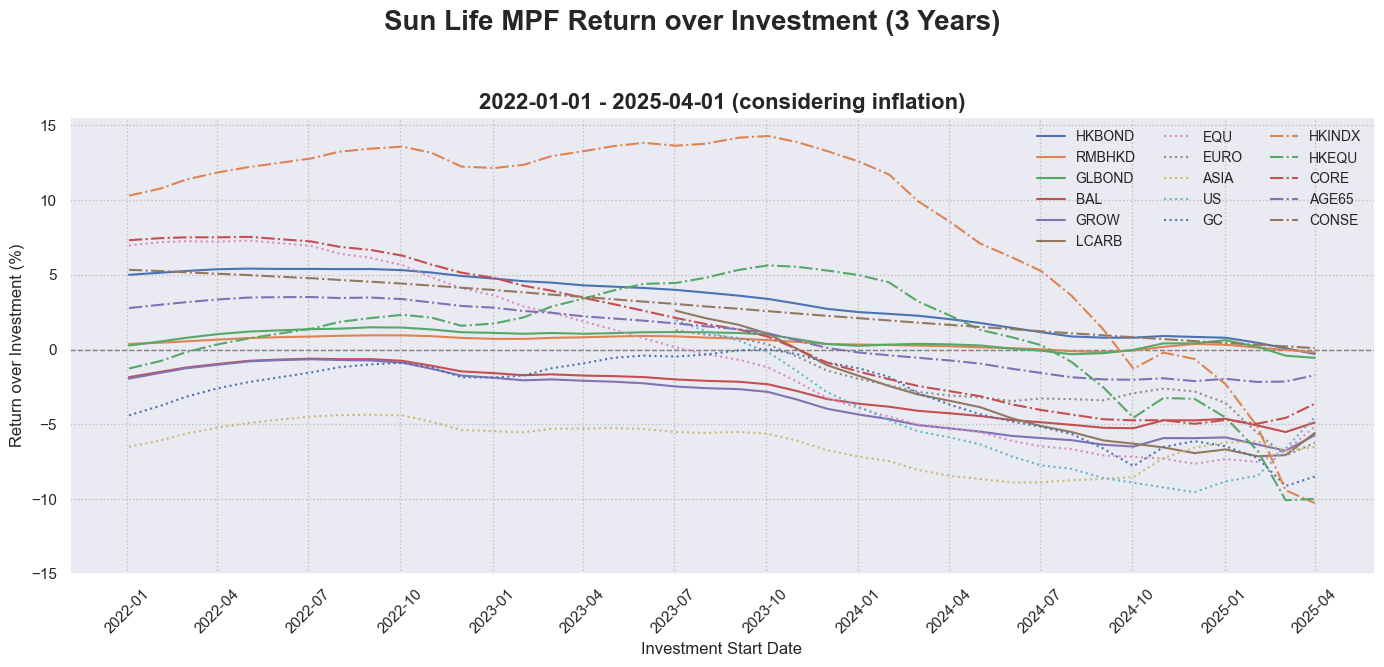 Sun Life MPF Return over Investment (3 Years)
2022-01-01 - 2025-04-01 (considering inflation)
HKBOND
RMBHKD
GLBOND
BAL
GROW
LCARB
EQU
EURO
ASIA
US
GC
HKINDX
HKEQU
CORE
AGE65
CONSE
Return over Investment (%)
15
10
5
0
−5
−10
−15
2022-01
2022-04
2022-07
2022-10
2023-01
2023-04
2023-07
2023-10
2024-01
2024-04
2024-07
2024-10
2025-01
2025-04
Investment Start Date